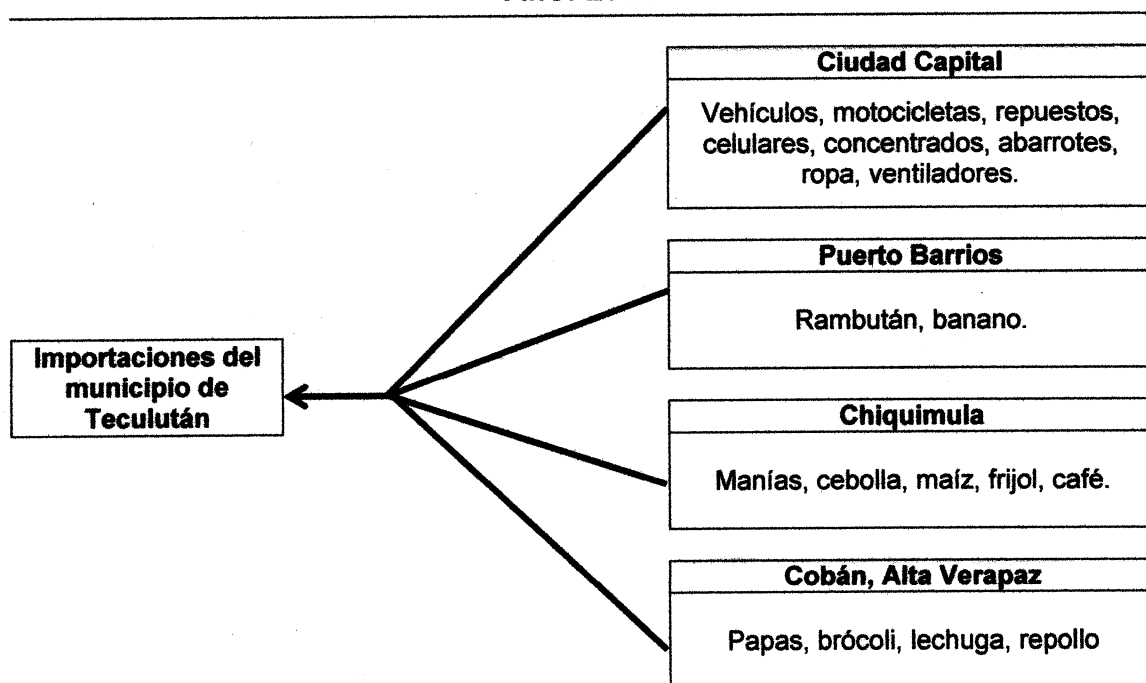 Ciudad Capital
Vehículos, motocicletas, repuestos,
celulares, concentrados, abarrotes,
ropa, ventiladores.
Puerto Barrios
Rambután, banano.
Importaciones del
municipio de
Teculután
Chiquimula
Manías, cebolla, maíz, frijol, café.
Cobán, Alta Verapaz
Papas, brócoli, lechuga, repollo